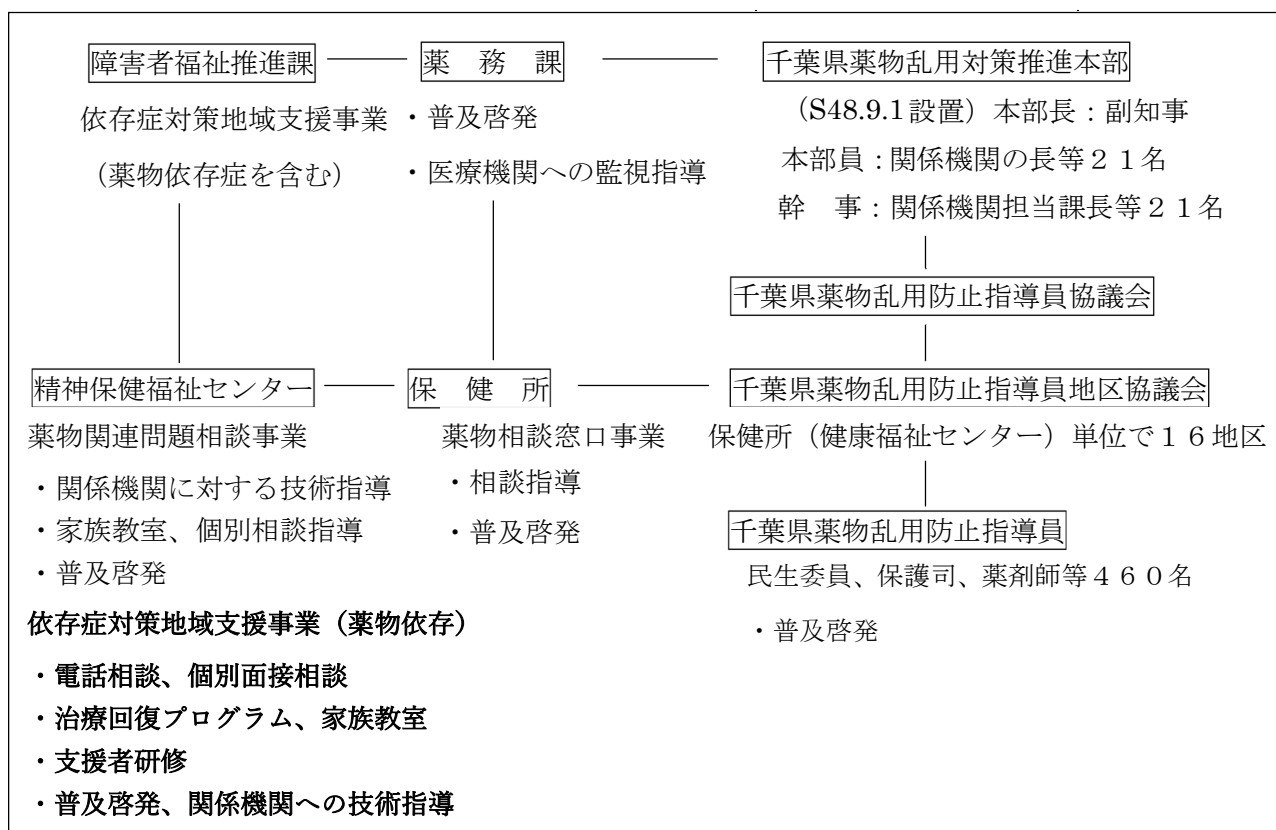 障害者福祉推進課
薬　務　課
千葉県薬物乱用対策推進本部
依存症対策地域支援事業
（薬物依存症を含む）
・普及啓発
・医療機関への監視指導
（S48.9.1設置）本部長：副知事
本部員：関係機関の長等２１名
幹　事：関係機関担当課長等２１名
千葉県薬物乱用防止指導員協議会
精神保健福祉センター
保　健　所
千葉県薬物乱用防止指導員地区協議会
薬物関連問題相談事業
・関係機関に対する技術指導
・家族教室、個別相談指導
・普及啓発
薬物相談窓口事業
・相談指導
・普及啓発
保健所（健康福祉センター）単位で１６地区
千葉県薬物乱用防止指導員
民生委員、保護司、薬剤師等４６０名
・普及啓発
依存症対策地域支援事業（薬物依存）
・電話相談、個別面接相談
・治療回復プログラム、家族教室
・支援者研修
・普及啓発、関係機関への技術指導